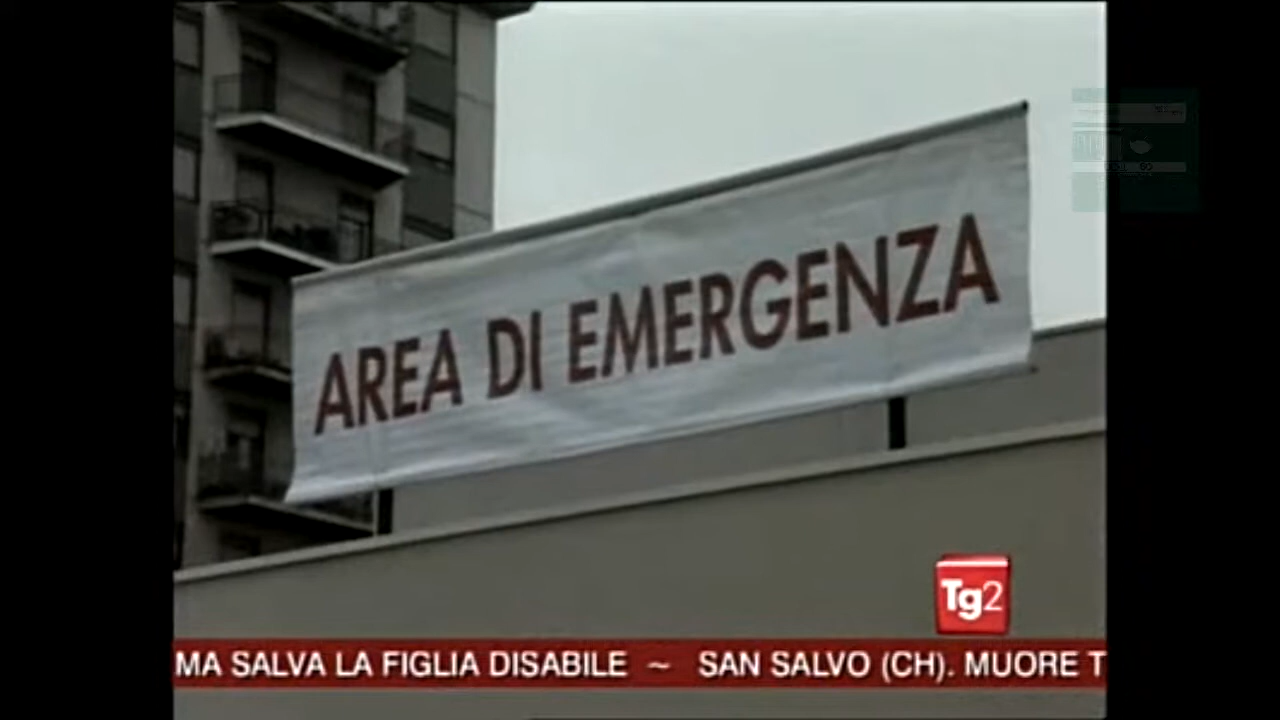 AREA DI EMERGENZA
Tg2
MA SALVA LA FIGLIA DISABILE ~ SAN SALVO (CH). MUORE T